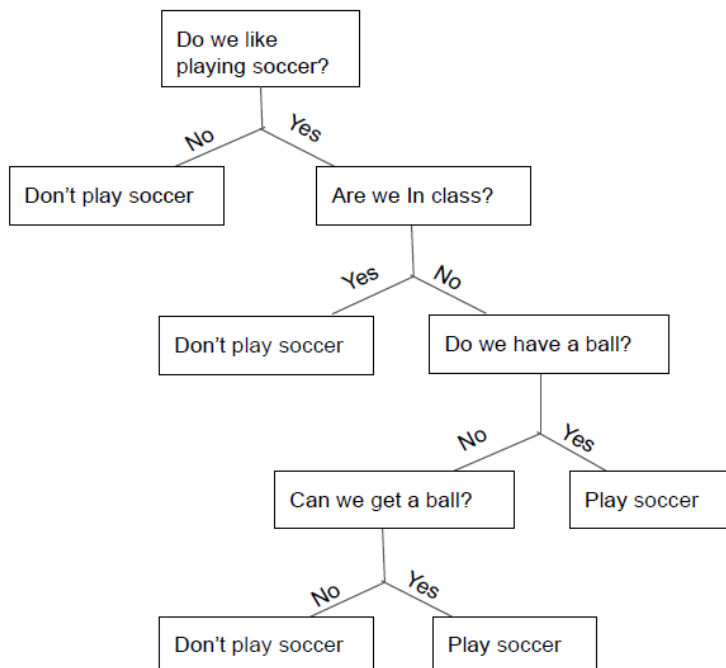 Do we like
playing soccer?
No
Yes
Don't play soccer
Are we In class?
Yes
No
Don't play soccer
Do we have a ball?
No
Yes
Can we get a ball?
Play soccer
No
Yes
Don't play soccer
Play soccer